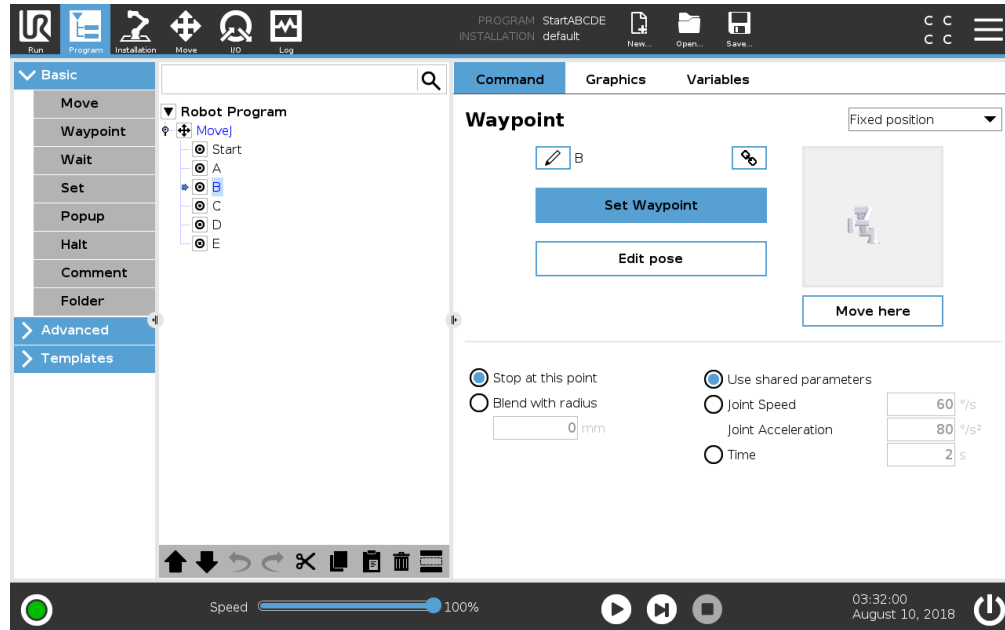 PROGRAM StartABCDE
INSTALLATION default
UR
Run
Program
Installation
Move
I/O
Log
New...
Open...
Save...
C C
C C
Basic
Move
Waypoint
Wait
Set
Popup
Halt
Comment
Folder
Advanced
Templates
Robot Program
MoveJ
Start
A
B
C
D
E
Command Graphics Variables
Waypoint
Fixed position
B
Set Waypoint
Edit pose
Move here
Stop at this point
Blend with radius
0 mm
Use shared parameters
Joint Speed 60 °/s
Joint Acceleration 80 °/s²
Time 2 s
Speed 100%
03:32:00
August 10, 2018